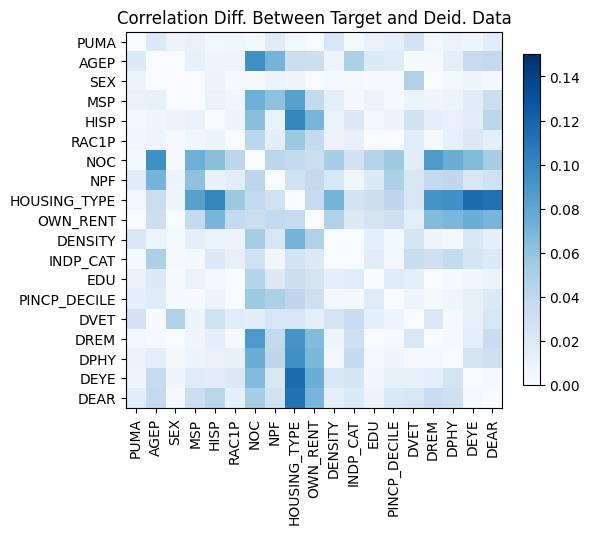 Correlation Diff. Between Target and Deid. Data
PUMA
AGEP
SEX
MSP
HISP
RAC1P
NOC
NPF
HOUSING_TYPE
OWN_RENT
DENSITY
INDP_CAT
EDU
PINCP_DECILE
DVET
DREM
DPHY
DEYE
DEAR
PUMA
AGEP
SEX
MSP
HISP
RAC1P
NOC
NPF
HOUSING_TYPE
OWN_RENT
DENSITY
INDP_CAT
EDU
PINCP_DECILE
DVET
DREM
DPHY
DEYE
DEAR
0.14
0.12
0.10
0.08
0.06
0.04
0.02
0.00